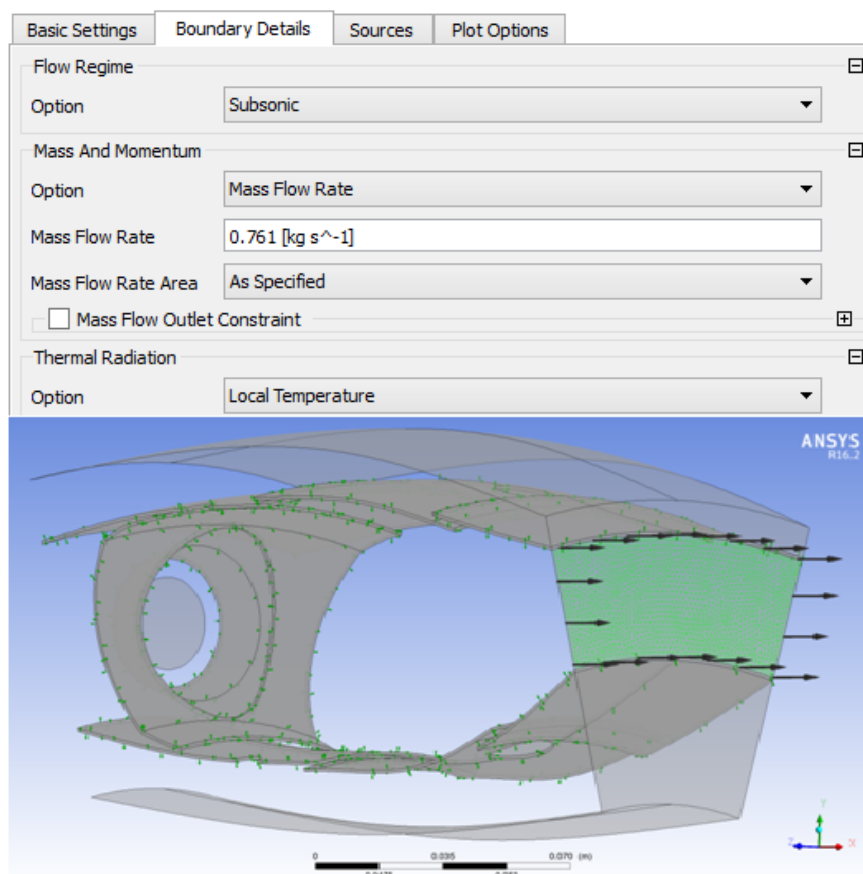 Basic Settings Boundary Details Sources Plot Options
Flow Regime
Option Subsonic
Mass And Momentum
Option Mass Flow Rate
Mass Flow Rate 0.761 [kg s^-1]
Mass Flow Rate Area As Specified
Mass Flow Outlet Constraint
Thermal Radiation
Option Local Temperature
ANSYS
R16.2
Y
Z X
0 0.035 0.070 (m)